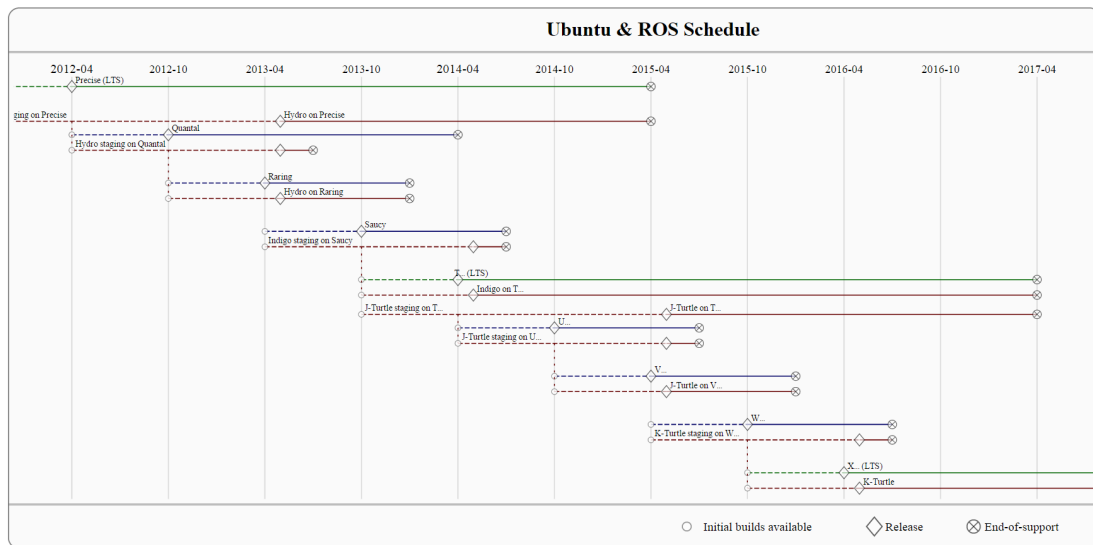 Ubuntu & ROS Schedule
2012-04 2012-10 2013-04 2013-10 2014-04 2014-10 2015-04 2015-10 2016-04 2016-10 2017-04
Precise (LTS)
ging on Precise Hydro on Precise
Quantal
Hydro staging on Quantal
Raring
Hydro on Raring
Saucy
Indigo staging on Saucy
T... (LTS)
Indigo on T...
J-Turtle staging on T... J-Turtle on T...
U...
J-Turtle staging on U...
V...
J-Turtle on V...
W...
K-Turtle staging on W...
X... (LTS)
K-Turtle
Initial builds available Release End-of-support